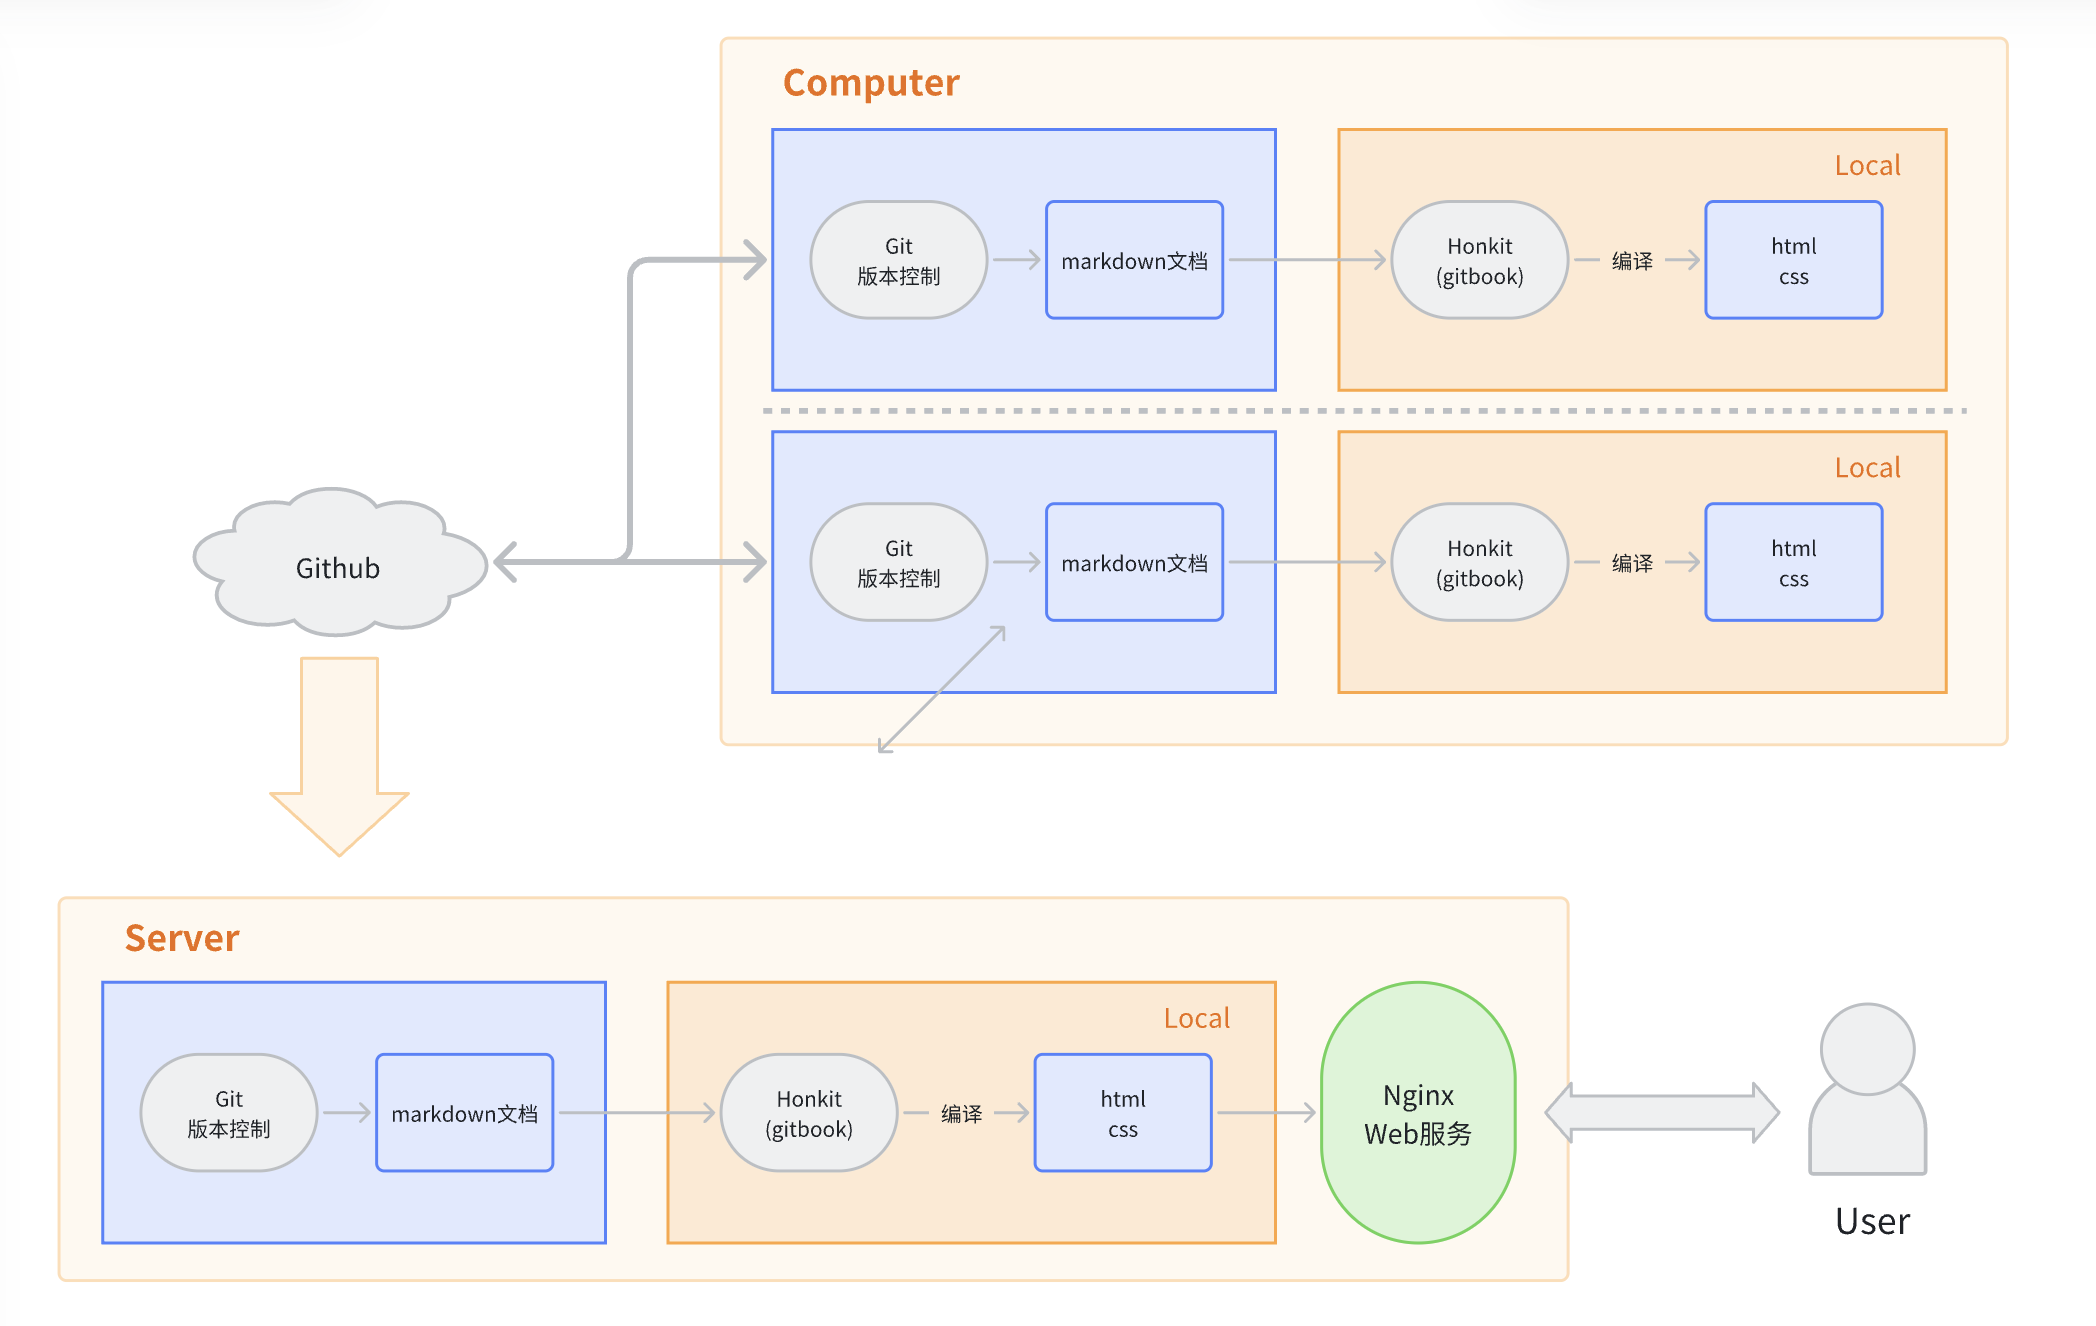 Computer
Local
Git
版本控制
markdown文档
Honkit
(gitbook)
编译
html
css
Local
Git
版本控制
markdown文档
Honkit
(gitbook)
编译
html
css
Github
Server
Local
Git
版本控制
markdown文档
Honkit
(gitbook)
编译
html
css
Nginx
Web服务
User